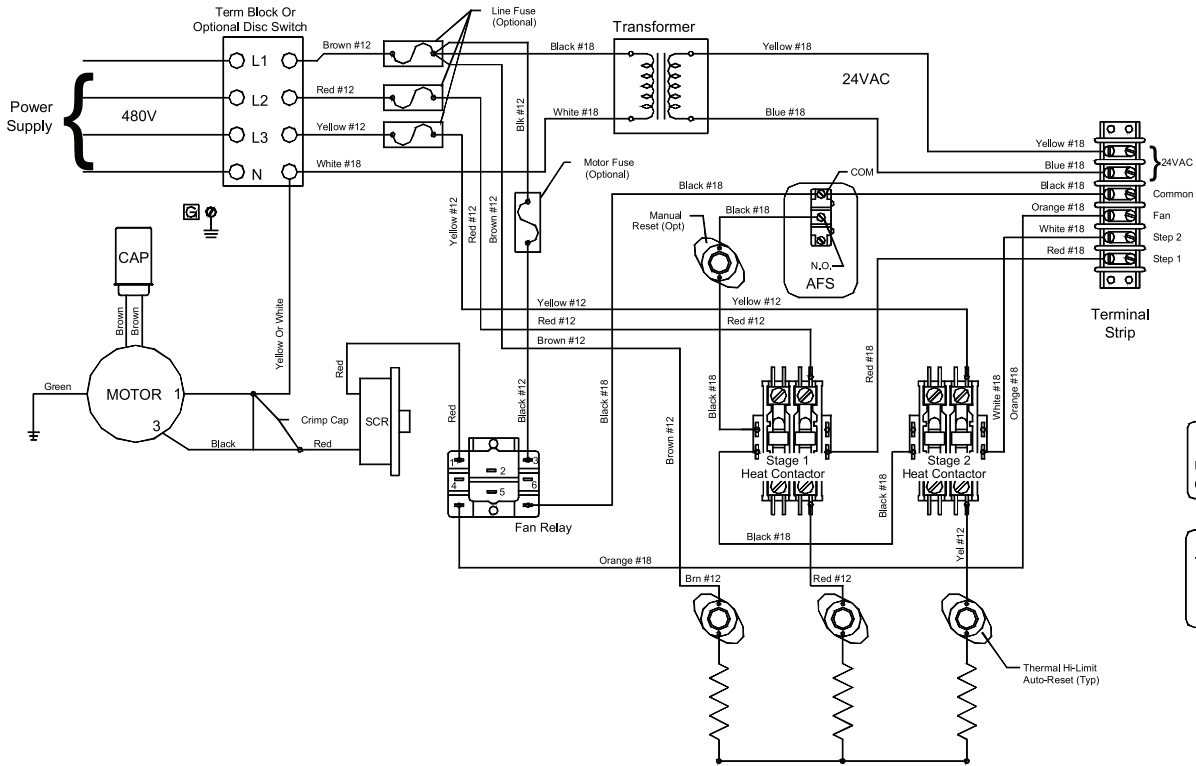 Term Block Or
Optional Disc Switch
Line Fuse
(Optional)
Transformer
Brown #12
Black #18
Yellow #18
L1
24VAC
Power
Supply
480V
L2
Red #12
Blk #12
L3
Yellow #12
White #18
Blue #18
N
White #18
Motor Fuse
(Optional)
Yellow #18
Blue #18
24VAC
Black #18
COM
Black #18
Common
Orange #18
Fan
White #18
Step 2
Red #18
Step 1
Terminal
Strip
Manual
Reset (Opt)
Black #18
N.O.
AFS
G
Yellow #12
Red #12
Brown #12
CAP
Brown
Brown
Yellow Or White
Yellow #12
Yellow #12
Red #12
Red #12
Brown #12
Green
MOTOR
1
3
Black
Crimp Cap
Red
Red
SCR
Red
Black #12
Black #18
Brown #12
Black #18
Red #18
White #18
Orange #18
1
2
3
4
5
6
Fan Relay
Stage 1
Heat Contactor
Stage 2
Heat Contactor
Black #18
Black #18
Yel #12
Orange #18
Brn #12
Red #12
Thermal Hi-Limit
Auto-Reset (Typ)